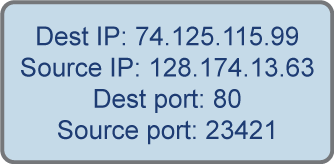 Dest IP: 74.125.115.99
Source IP: 128.174.13.63
Dest port: 80
Source port: 23421